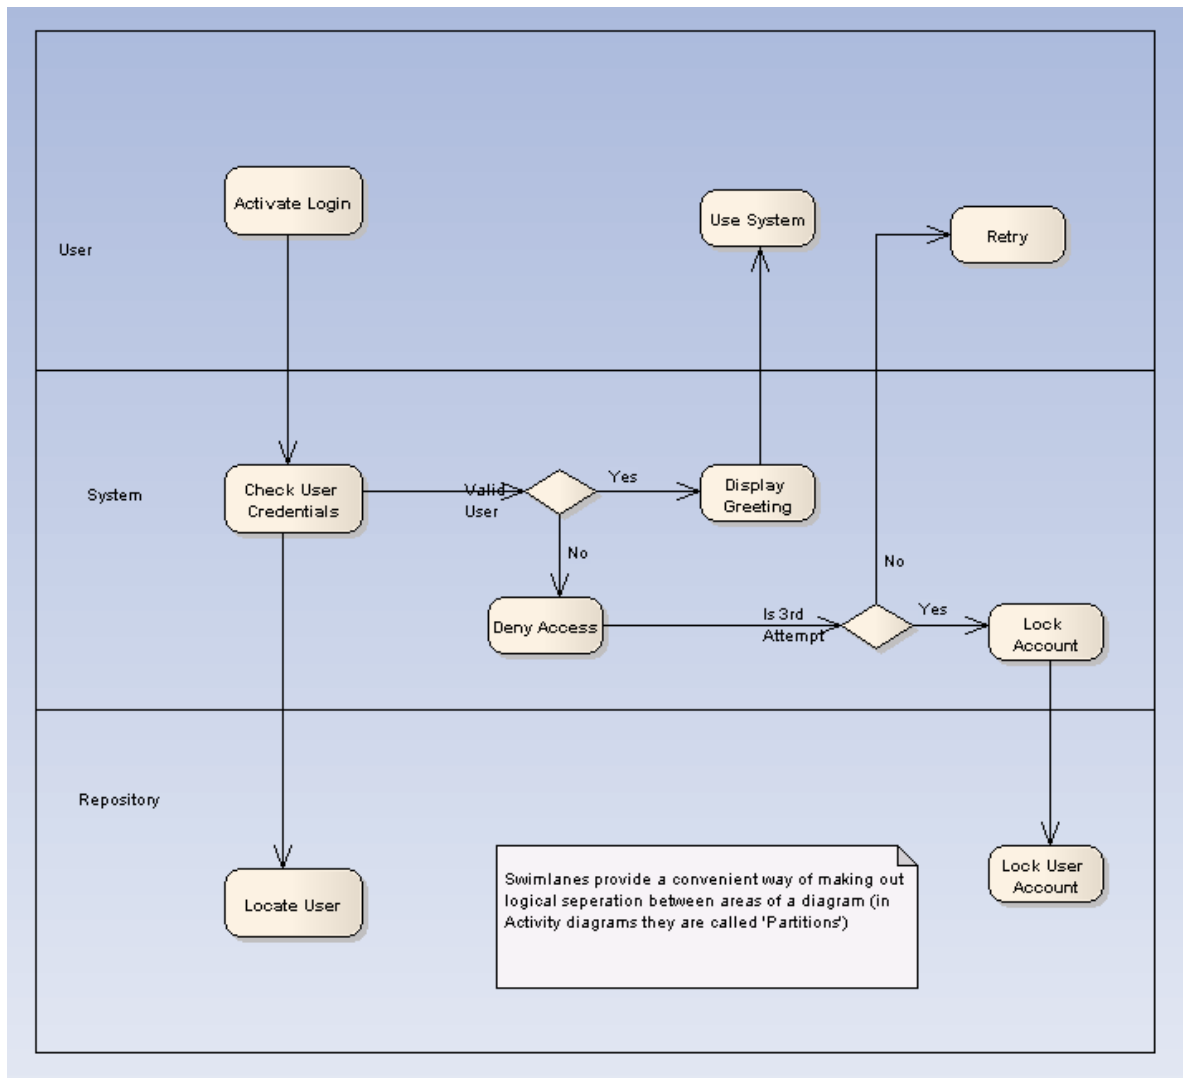 Activate Login
Use System
Retry
User
Check User
Credentials
Valid
User
Yes
Display
Greeting
System
No
No
Deny Access
Is 3rd
Attempt
Yes
Lock
Account
Repository
Locate User
Swimlanes provide a convenient way of making out
logical seperation between areas of a diagram (in
Activity diagrams they are called 'Partitions')
Lock User
Account